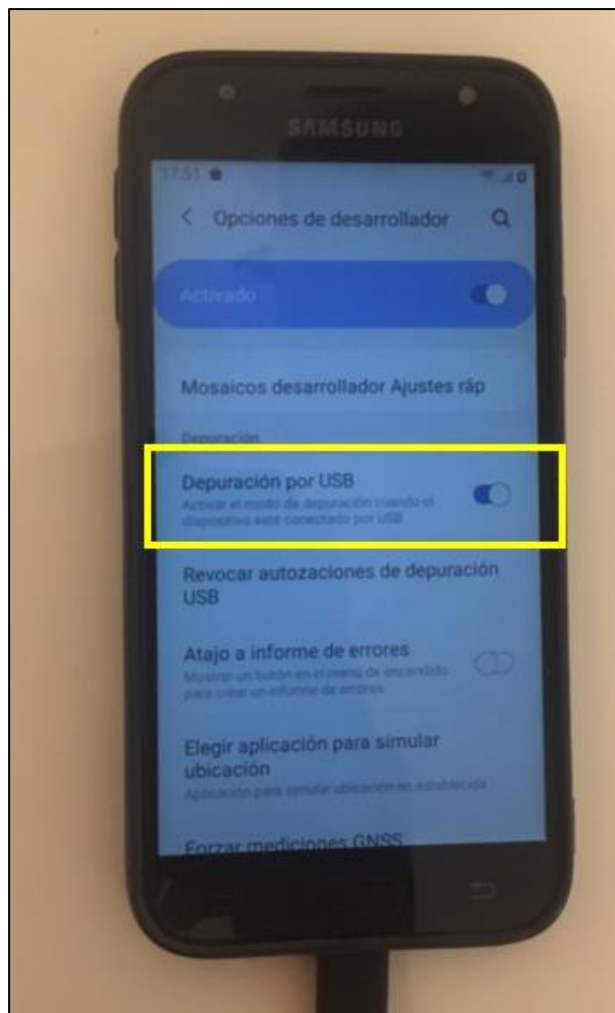 SAMSUNG
17:51
Opciones de desarrollador
Activado
Mosaicos desarrollador Ajustes ráp
Depuración
Depuración por USB
Activar el modo de depuración cuando el
dispositivo esté conectado por USB
Revocar autozaciones de depuración
USB
Atajo a informe de errores
Mostrar un botón en el menú de encendido
para crear un informe de errores
Elegir aplicación para simular
ubicación
Aplicación para simular ubicación no establecida
Forzar mediciones GNSS